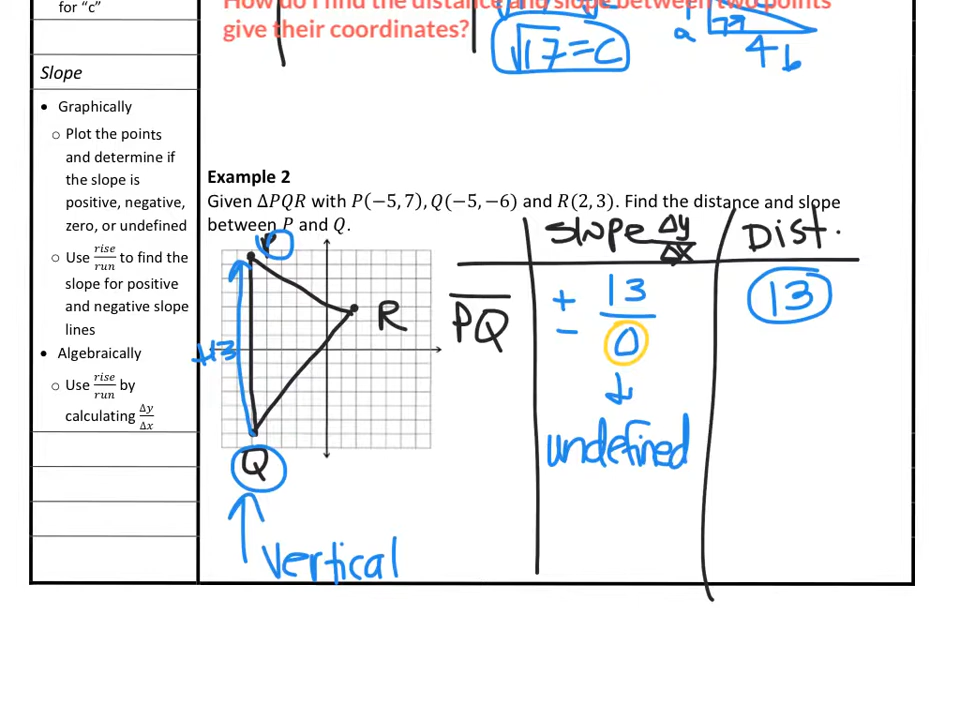 for "c"
How do I find the distance and slope between two points
give their coordinates?
√17 = c
a
4 b
Slope
• Graphically
o Plot the points
and determine if
the slope is
positive, negative,
zero, or undefined
o Use rise/run to find the
slope for positive
and negative slope
lines
• Algebraically
o Use rise/run by
calculating Δy/Δx
Example 2
Given ΔPQR with P(−5, 7), Q(−5, −6) and R(2, 3). Find the distance and slope
between P and Q.
Slope Δy/Δx
Dist.
R
+13
Q
vertical
PQ
+ 13
− 0
undefined
13